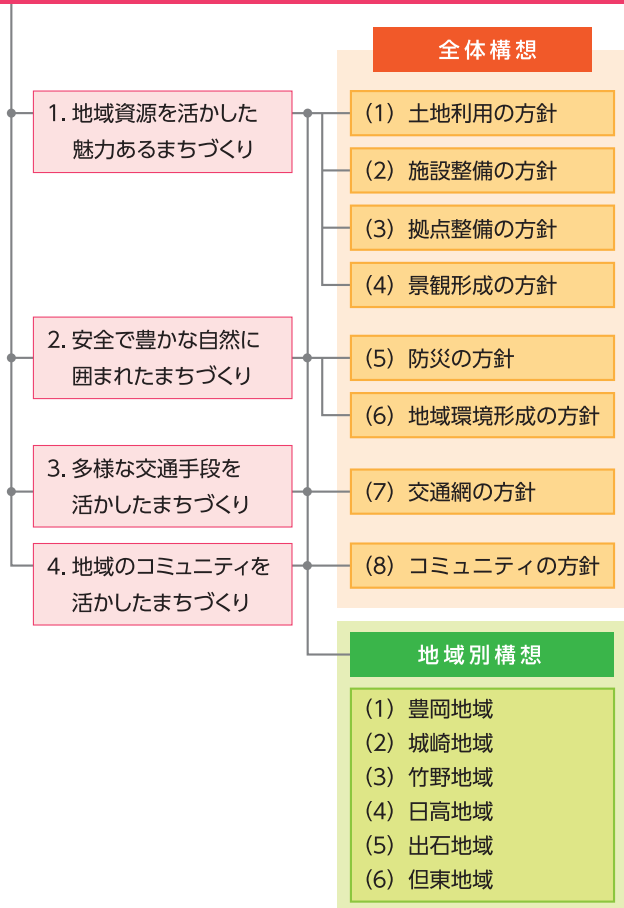 全体構想
1. 地域資源を活かした
魅力あるまちづくり
(1) 土地利用の方針
(2) 施設整備の方針
(3) 拠点整備の方針
(4) 景観形成の方針
2. 安全で豊かな自然に
囲まれたまちづくり
(5) 防災の方針
(6) 地域環境形成の方針
3. 多様な交通手段を
活かしたまちづくり
(7) 交通網の方針
4. 地域のコミュニティを
活かしたまちづくり
(8) コミュニティの方針
地域別構想
(1) 豊岡地域
(2) 城崎地域
(3) 竹野地域
(4) 日高地域
(5) 出石地域
(6) 但東地域